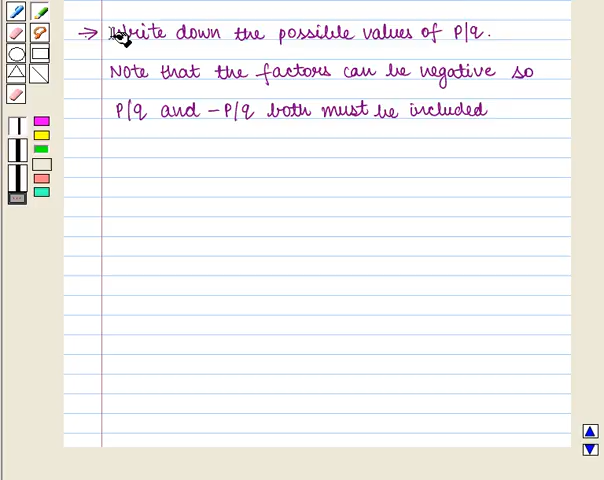 → Write down the possible values of P/q.
Note that the factors can be negative so
P/q and -P/q both must be included